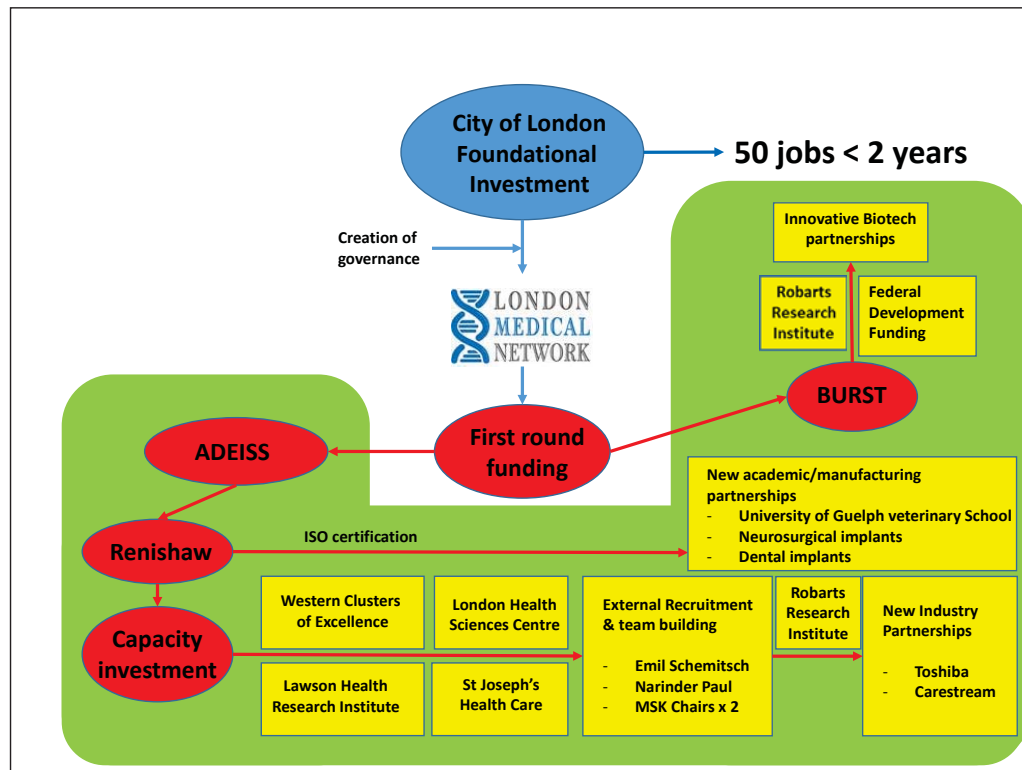 City of London
Foundational
Investment
50 jobs < 2 years
Innovative Biotech
partnerships
Creation of
governance
Robarts
Research
Institute
Federal
Development
Funding
LONDON
MEDICAL
NETWORK
BURST
ADEISS
First round
funding
New academic/manufacturing
partnerships
- University of Guelph veterinary School
- Neurosurgical implants
- Dental implants
Renishaw
ISO certification
Western Clusters
of Excellence
London Health
Sciences Centre
External Recruitment
& team building
- Emil Schemitsch
- Narinder Paul
- MSK Chairs x 2
Robarts
Research
Institute
New Industry
Partnerships
- Toshiba
- Carestream
Capacity
investment
Lawson Health
Research Institute
St Joseph's
Health Care